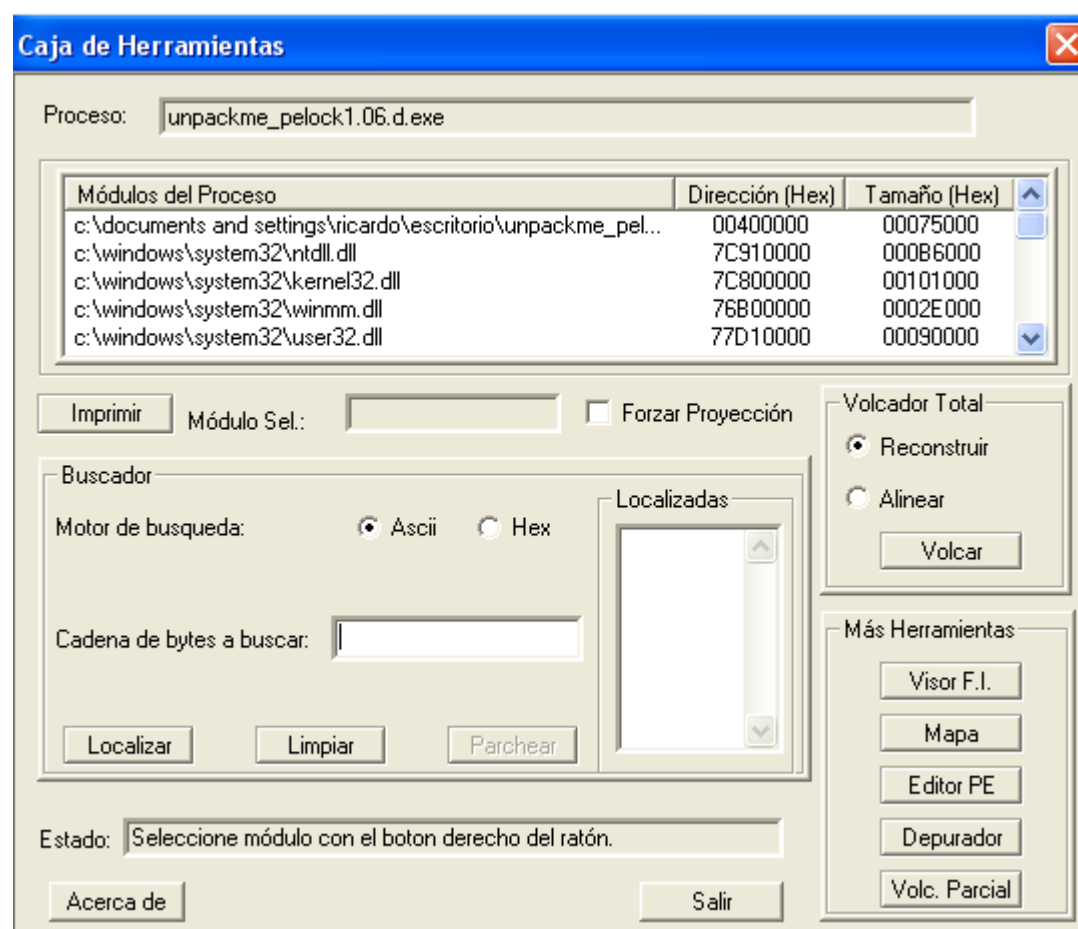 Caja de Herramientas
Proceso: unpackme_pelock1.06.d.exe
Módulos del Proceso Dirección (Hex) Tamaño (Hex)
c:\documents and settings\ricardo\escritorio\unpackme_pel... 00400000 00075000
c:\windows\system32\ntdll.dll 7C910000 000B6000
c:\windows\system32\kernel32.dll 7C800000 00101000
c:\windows\system32\winmm.dll 76B00000 0002E000
c:\windows\system32\user32.dll 77D10000 00090000
Imprimir Módulo Sel.: Forzar Proyección
Volcador Total
Reconstruir
Alinear
Volcar
Buscador
Motor de busqueda: Ascii Hex
Localizadas
Cadena de bytes a buscar:
Localizar Limpiar Parchear
Más Herramientas
Visor F.I.
Mapa
Editor PE
Depurador
Volc. Parcial
Estado: Seleccione módulo con el boton derecho del ratón.
Acerca de Salir